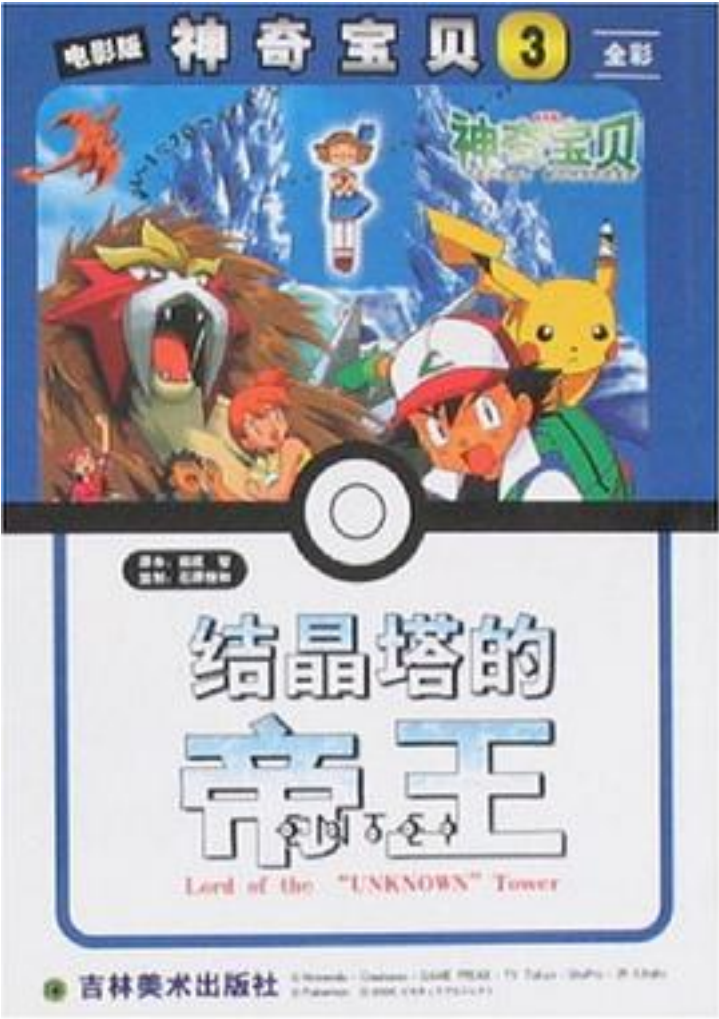 电影版 神奇宝贝 3 全彩
神奇宝贝
结晶塔的
帝王
ENTEI
Lord of the “UNKNOWN” Tower
吉林美术出版社